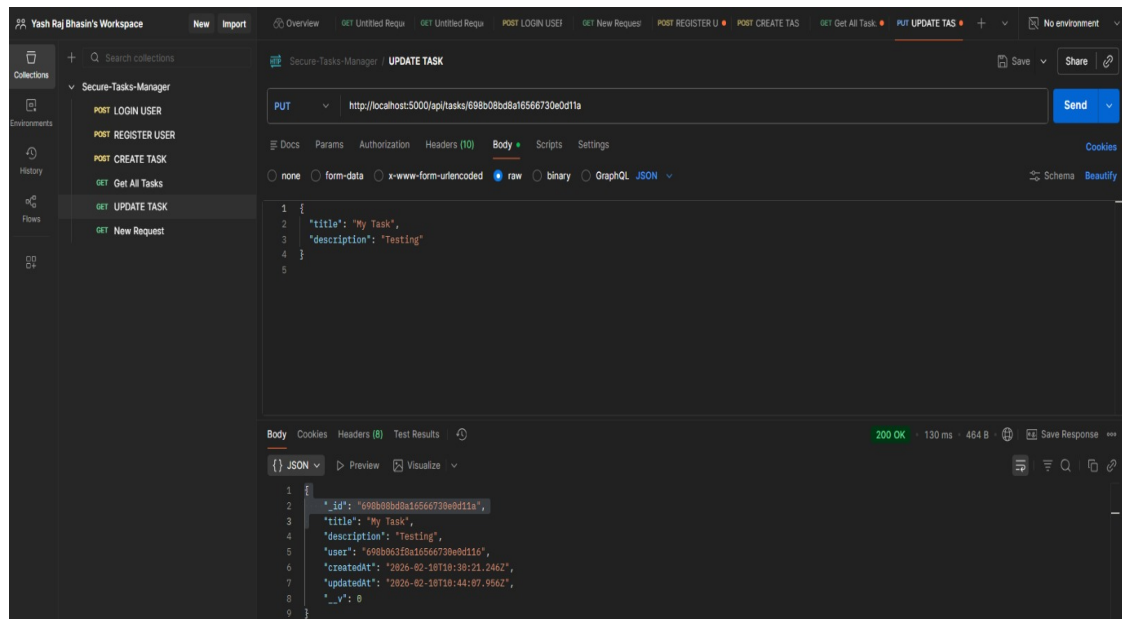 Yash Raj Bhasin's Workspace New Import
Overview GET Untitled Reque GET Untitled Reque POST LOGIN USEF GET New Request POST REGISTER U POST CREATE TAS GET Get All Task: PUT UPDATE TAS No environment
Collections
Environments
History
Flows
Search collections
Secure-Tasks-Manager
POST LOGIN USER
POST REGISTER USER
POST CREATE TASK
GET Get All Tasks
GET UPDATE TASK
GET New Request
HTTP Secure-Tasks-Manager / UPDATE TASK Save Share
PUT http://localhost:5000/api/tasks/698b08bd8a16566730e0d11a Send
Docs Params Authorization Headers (10) Body Scripts Settings Cookies
none form-data x-www-form-urlencoded raw binary GraphQL JSON Schema Beautify
1 {
2 "title": "My Task",
3 "description": "Testing"
4 }
5
Body Cookies Headers (8) Test Results 200 OK 130 ms 464 B Save Response
{} JSON Preview Visualize
1 {
2 "_id": "698b08bd8a16566730e0d11a",
3 "title": "My Task",
4 "description": "Testing",
5 "user": "698b063f8a16566730e0d116",
6 "createdAt": "2026-02-10T10:30:21.246Z",
7 "updatedAt": "2026-02-10T10:44:07.956Z",
8 "__v": 0
9 }